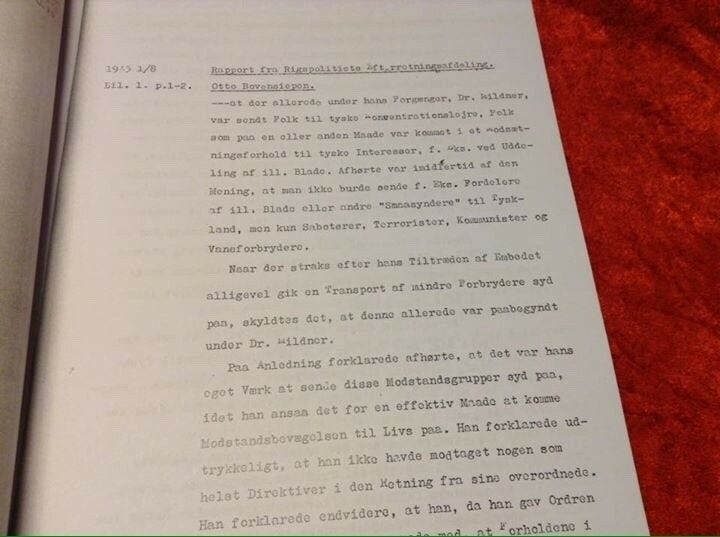 1945 1/8 Rapport fra Rigspolitiets Efterretningsafdeling.
Bil. 1. p.1-2. Otto Bovensiepen.
---at der allerede under hans Forgænger, Dr. Mildner,
var sendt Folk til tyske Koncentrationslejre, Folk
som paa en eller anden Maade var kommet i et Modsæt-
ningsforhold til tyske Interesser, f. Eks. ved Udde-
ling af ill. Blade. Afhørte var imidlertid af den
Mening, at man ikke burde sende f. Eks. Fordelere
af ill. Blade eller andre "Smaasyndere" til Tysk-
land, men kun Sabotører, Terrorister, Kommunister og
Vaneforbrydere.
Naar der straks efter hans Tiltræden af Embedet
alligevel gik en Transport af mindre Forbrydere syd
paa, skyldtes det, at denne allerede var paabegyndt
under Dr. Mildner.
Paa Anledning forklarede afhørte, at det var hans
eget Værk at sende disse Modstandsgrupper syd paa,
idet han ansaa det for en effektiv Maade at komme
Modstandsbevægelsen til Livs paa. Han forklarede ud-
trykkeligt, at han ikke havde modtaget nogen som
helst Direktiver i den Retning fra sine overordnede.
Han forklarede endvidere, at han, da han gav Ordren
med, at Forholdene i